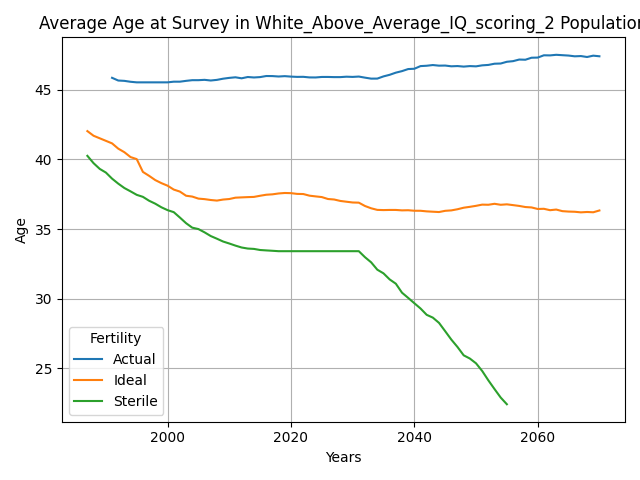 Average Age at Survey in White_Above_Average_IQ_scoring_2 Population
45
40
35
30
25
Age
Fertility
Actual
Ideal
Sterile
2000 2020 2040 2060
Years